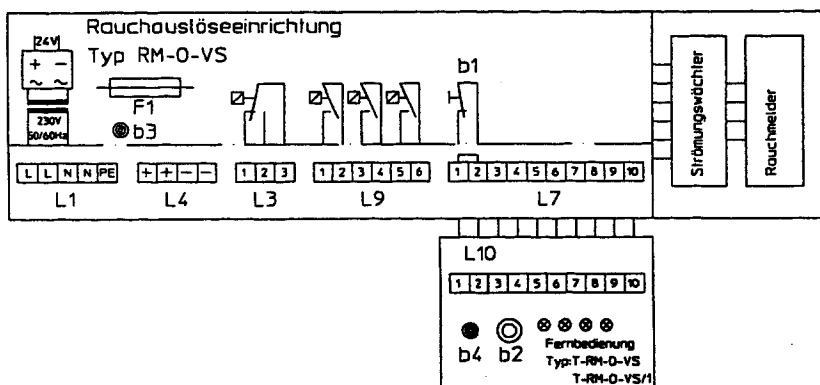 Rauchauslöseeinrichtung
Typ RM-O-VS
24V
+ −
~ ~
230V
50/60Hz
F1
b3
b1
L L N N PE
+ + − −
1 2 3
1 2 3 4 5 6
1 2 3 4 5 6 7 8 9 10
L1
L4
L3
L9
L7
Strömungswächter
Rauchmelder
L10
1 2 3 4 5 6 7 8 9 10
b4
b2
Fernbedienung
Typ:T-RM-O-VS
T-RM-O-VS/1